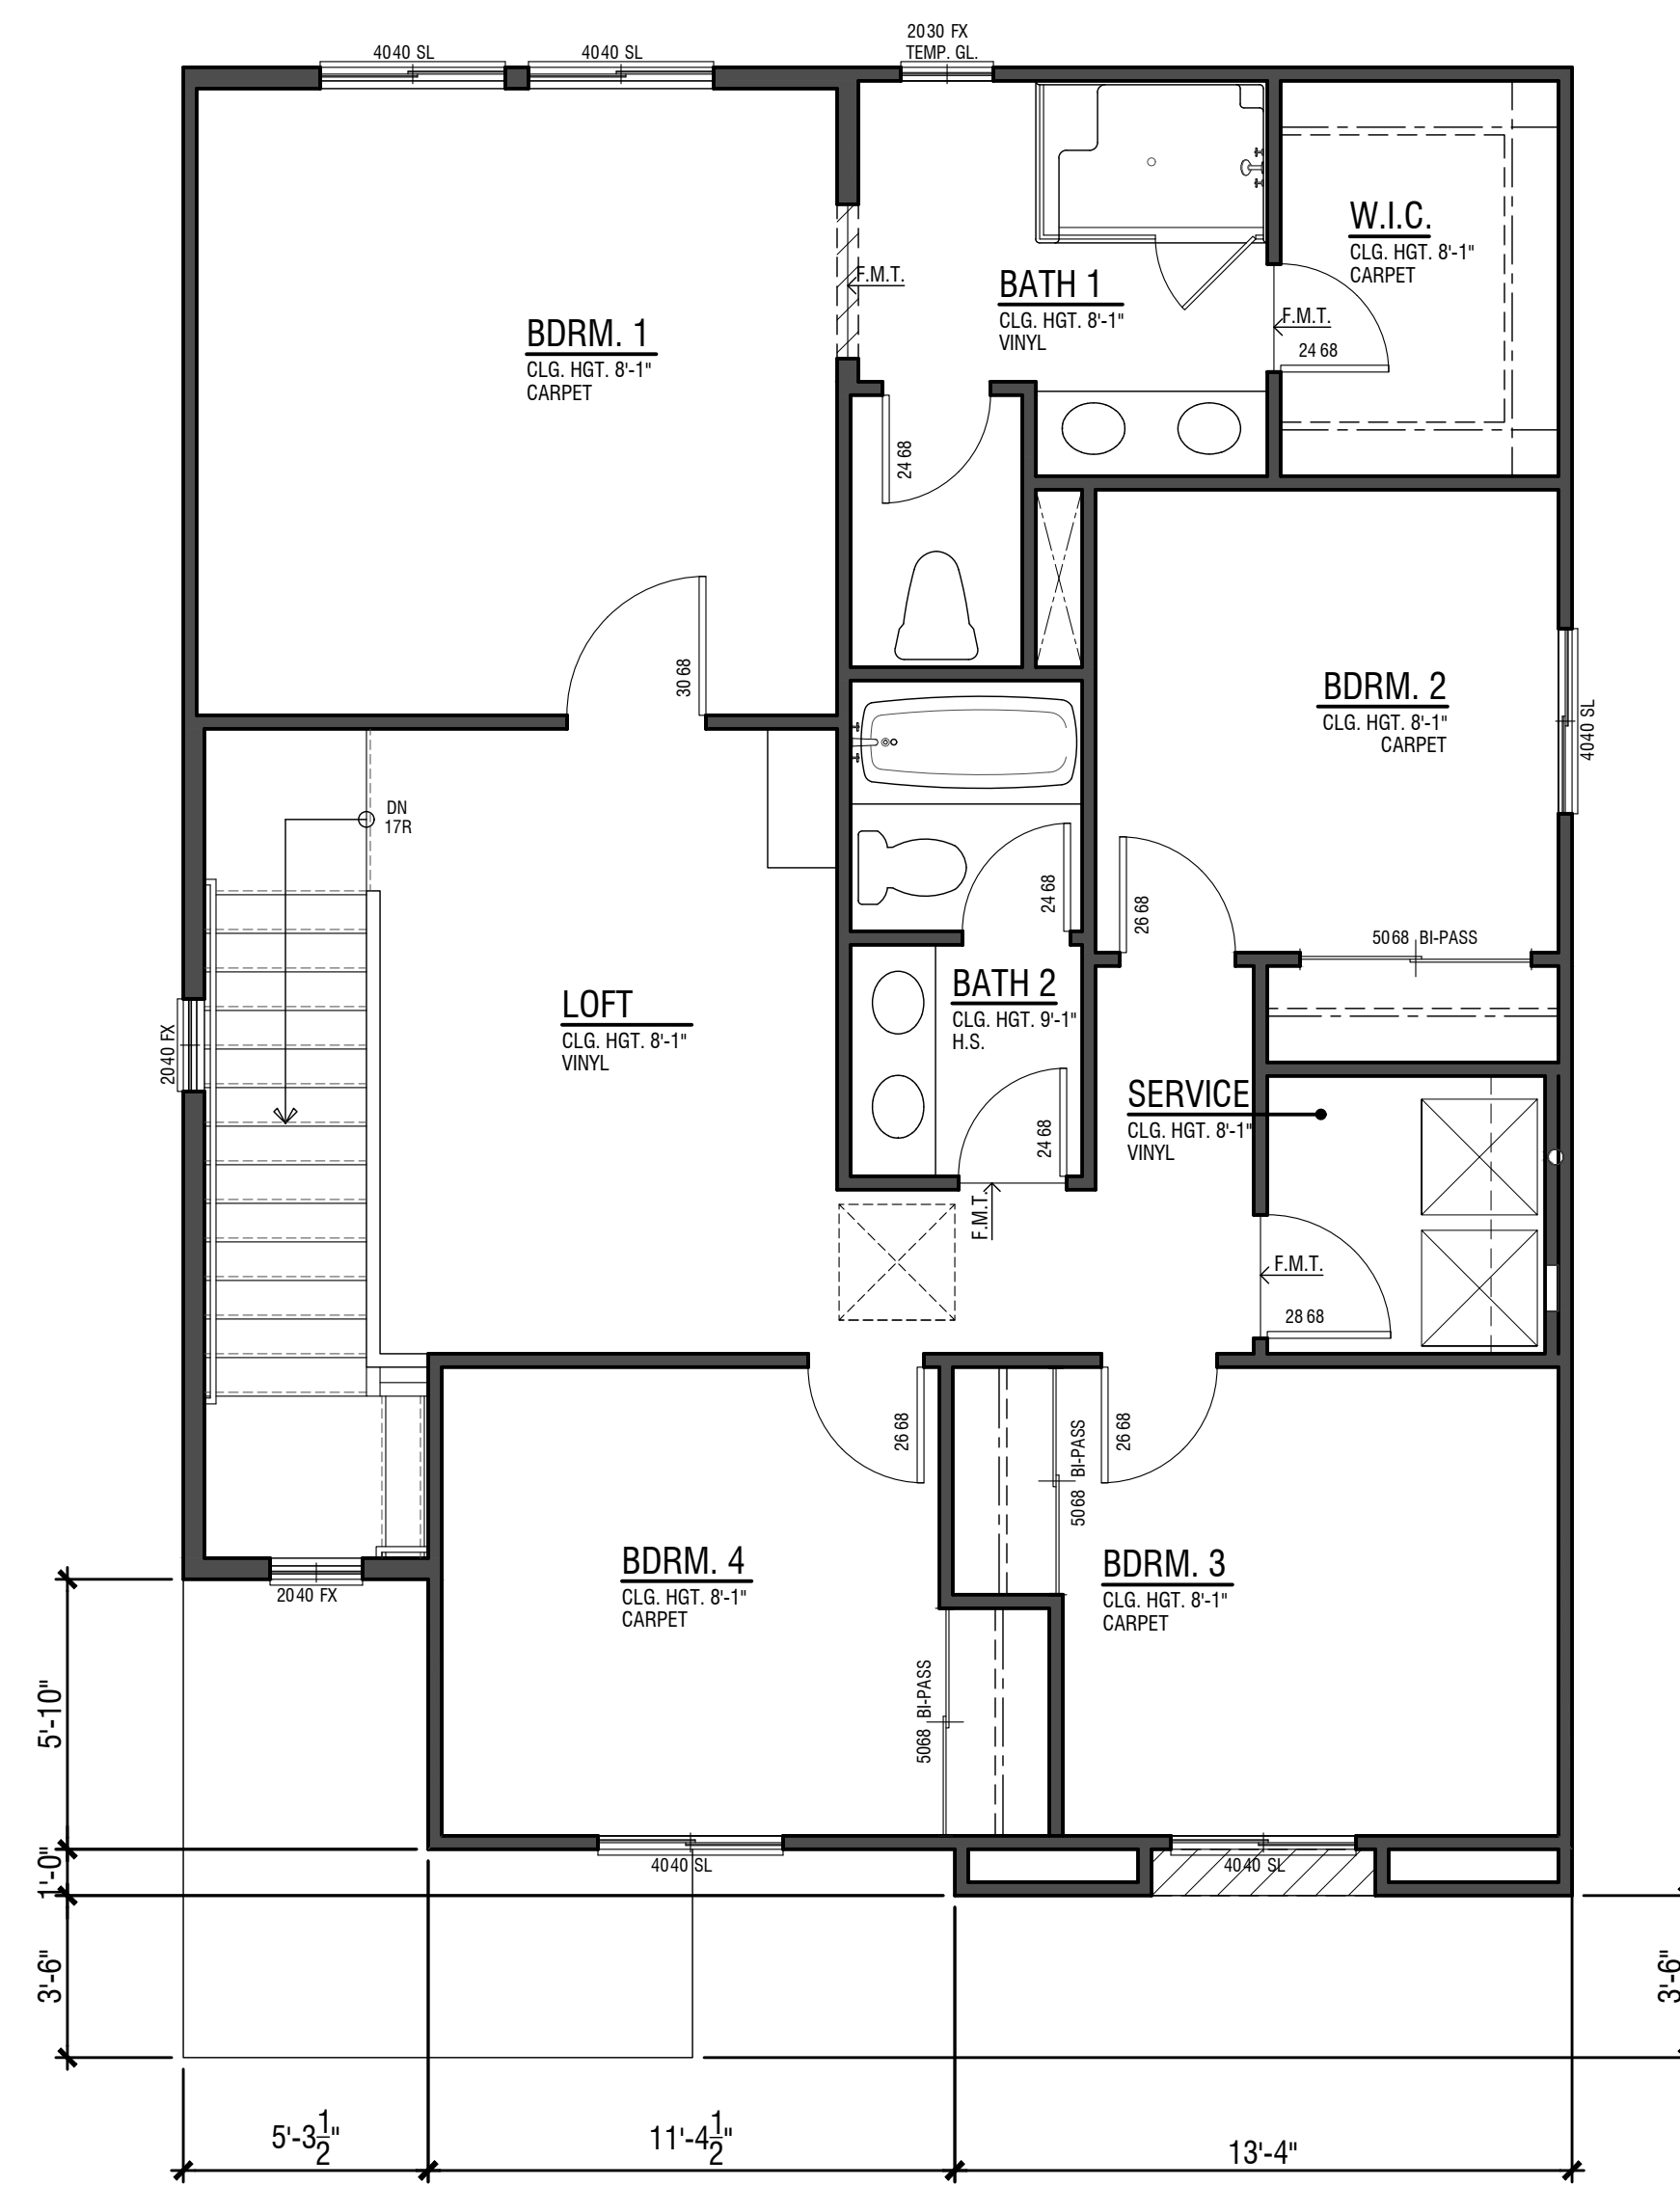 4040 SL
4040 SL
2030 FX
TEMP. GL.
W.I.C.
CLG. HGT. 8'-1"
CARPET
F.M.T.
BATH 1
CLG. HGT. 8'-1"
VINYL
F.M.T.
24 68
BDRM. 1
CLG. HGT. 8'-1"
CARPET
24 68
30 68
BDRM. 2
CLG. HGT. 8'-1"
CARPET
4040 SL
DN
17R
24 68
26 68
5068 BI-PASS
BATH 2
CLG. HGT. 9'-1"
H.S.
LOFT
CLG. HGT. 8'-1"
VINYL
2040 FX
SERVICE
CLG. HGT. 8'-1"
VINYL
24 68
F.M.T.
F.M.T.
28 68
26 68
5068 BI-PASS
26 68
BDRM. 4
CLG. HGT. 8'-1"
CARPET
BDRM. 3
CLG. HGT. 8'-1"
CARPET
2040 FX
5068 BI-PASS
5'-10"
4040 SL
4040 SL
1'-0"
3'-6"
3'-6"
5'-3 1/2"
11'-4 1/2"
13'-4"